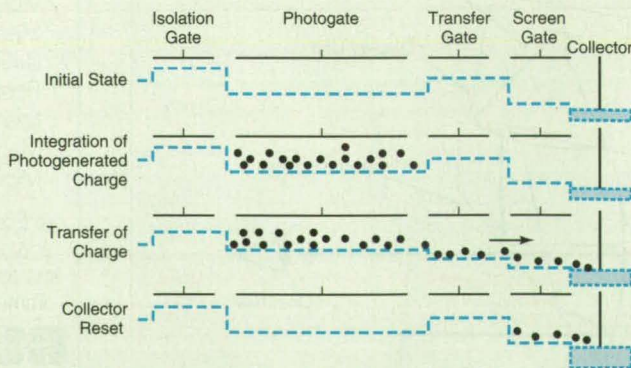 Isolation
Gate
Photogate
Transfer
Gate
Screen
Gate
Collector
Initial State
Integration of
Photogenerated
Charge
Transfer of
Charge
Collector
Reset